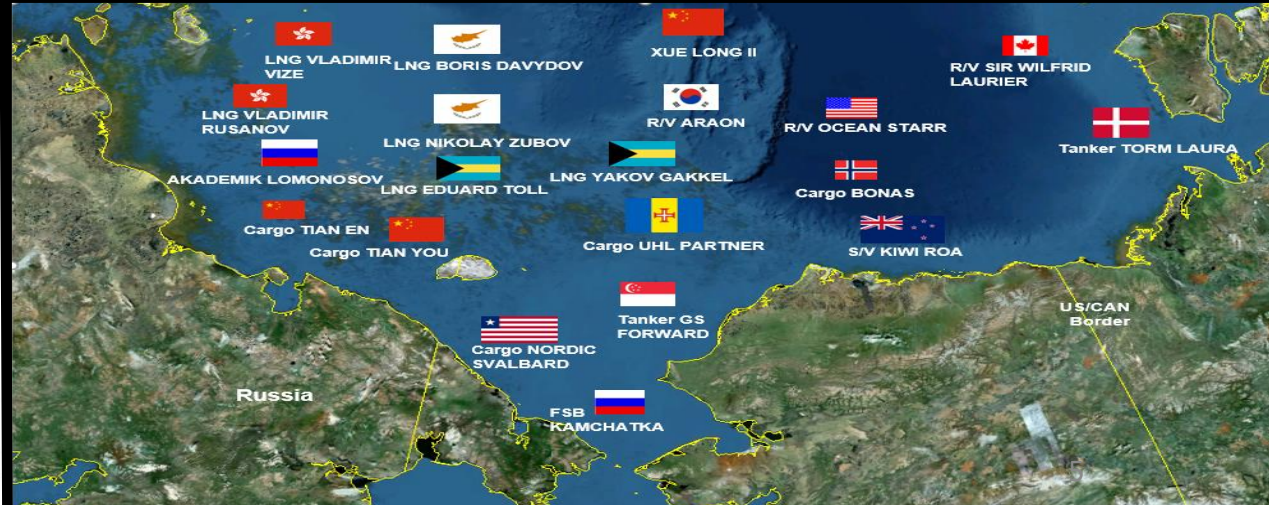 LNG VLADIMIR
VIZE
LNG BORIS DAVYDOV
XUE LONG II
R/V SIR WILFRID
LAURIER
LNG VLADIMIR
RUSANOV
LNG NIKOLAY ZUBOV
R/V ARAON
R/V OCEAN STARR
Tanker TORM LAURA
AKADEMIK LOMONOSOV
LNG EDUARD TOLL
LNG YAKOV GAKKEL
Cargo BONAS
Cargo TIAN EN
Cargo TIAN YOU
Cargo UHL PARTNER
S/V KIWI ROA
Tanker GS
FORWARD
US/CAN
Border
Cargo NORDIC
SVALBARD
Russia
FSB
KAMCHATKA